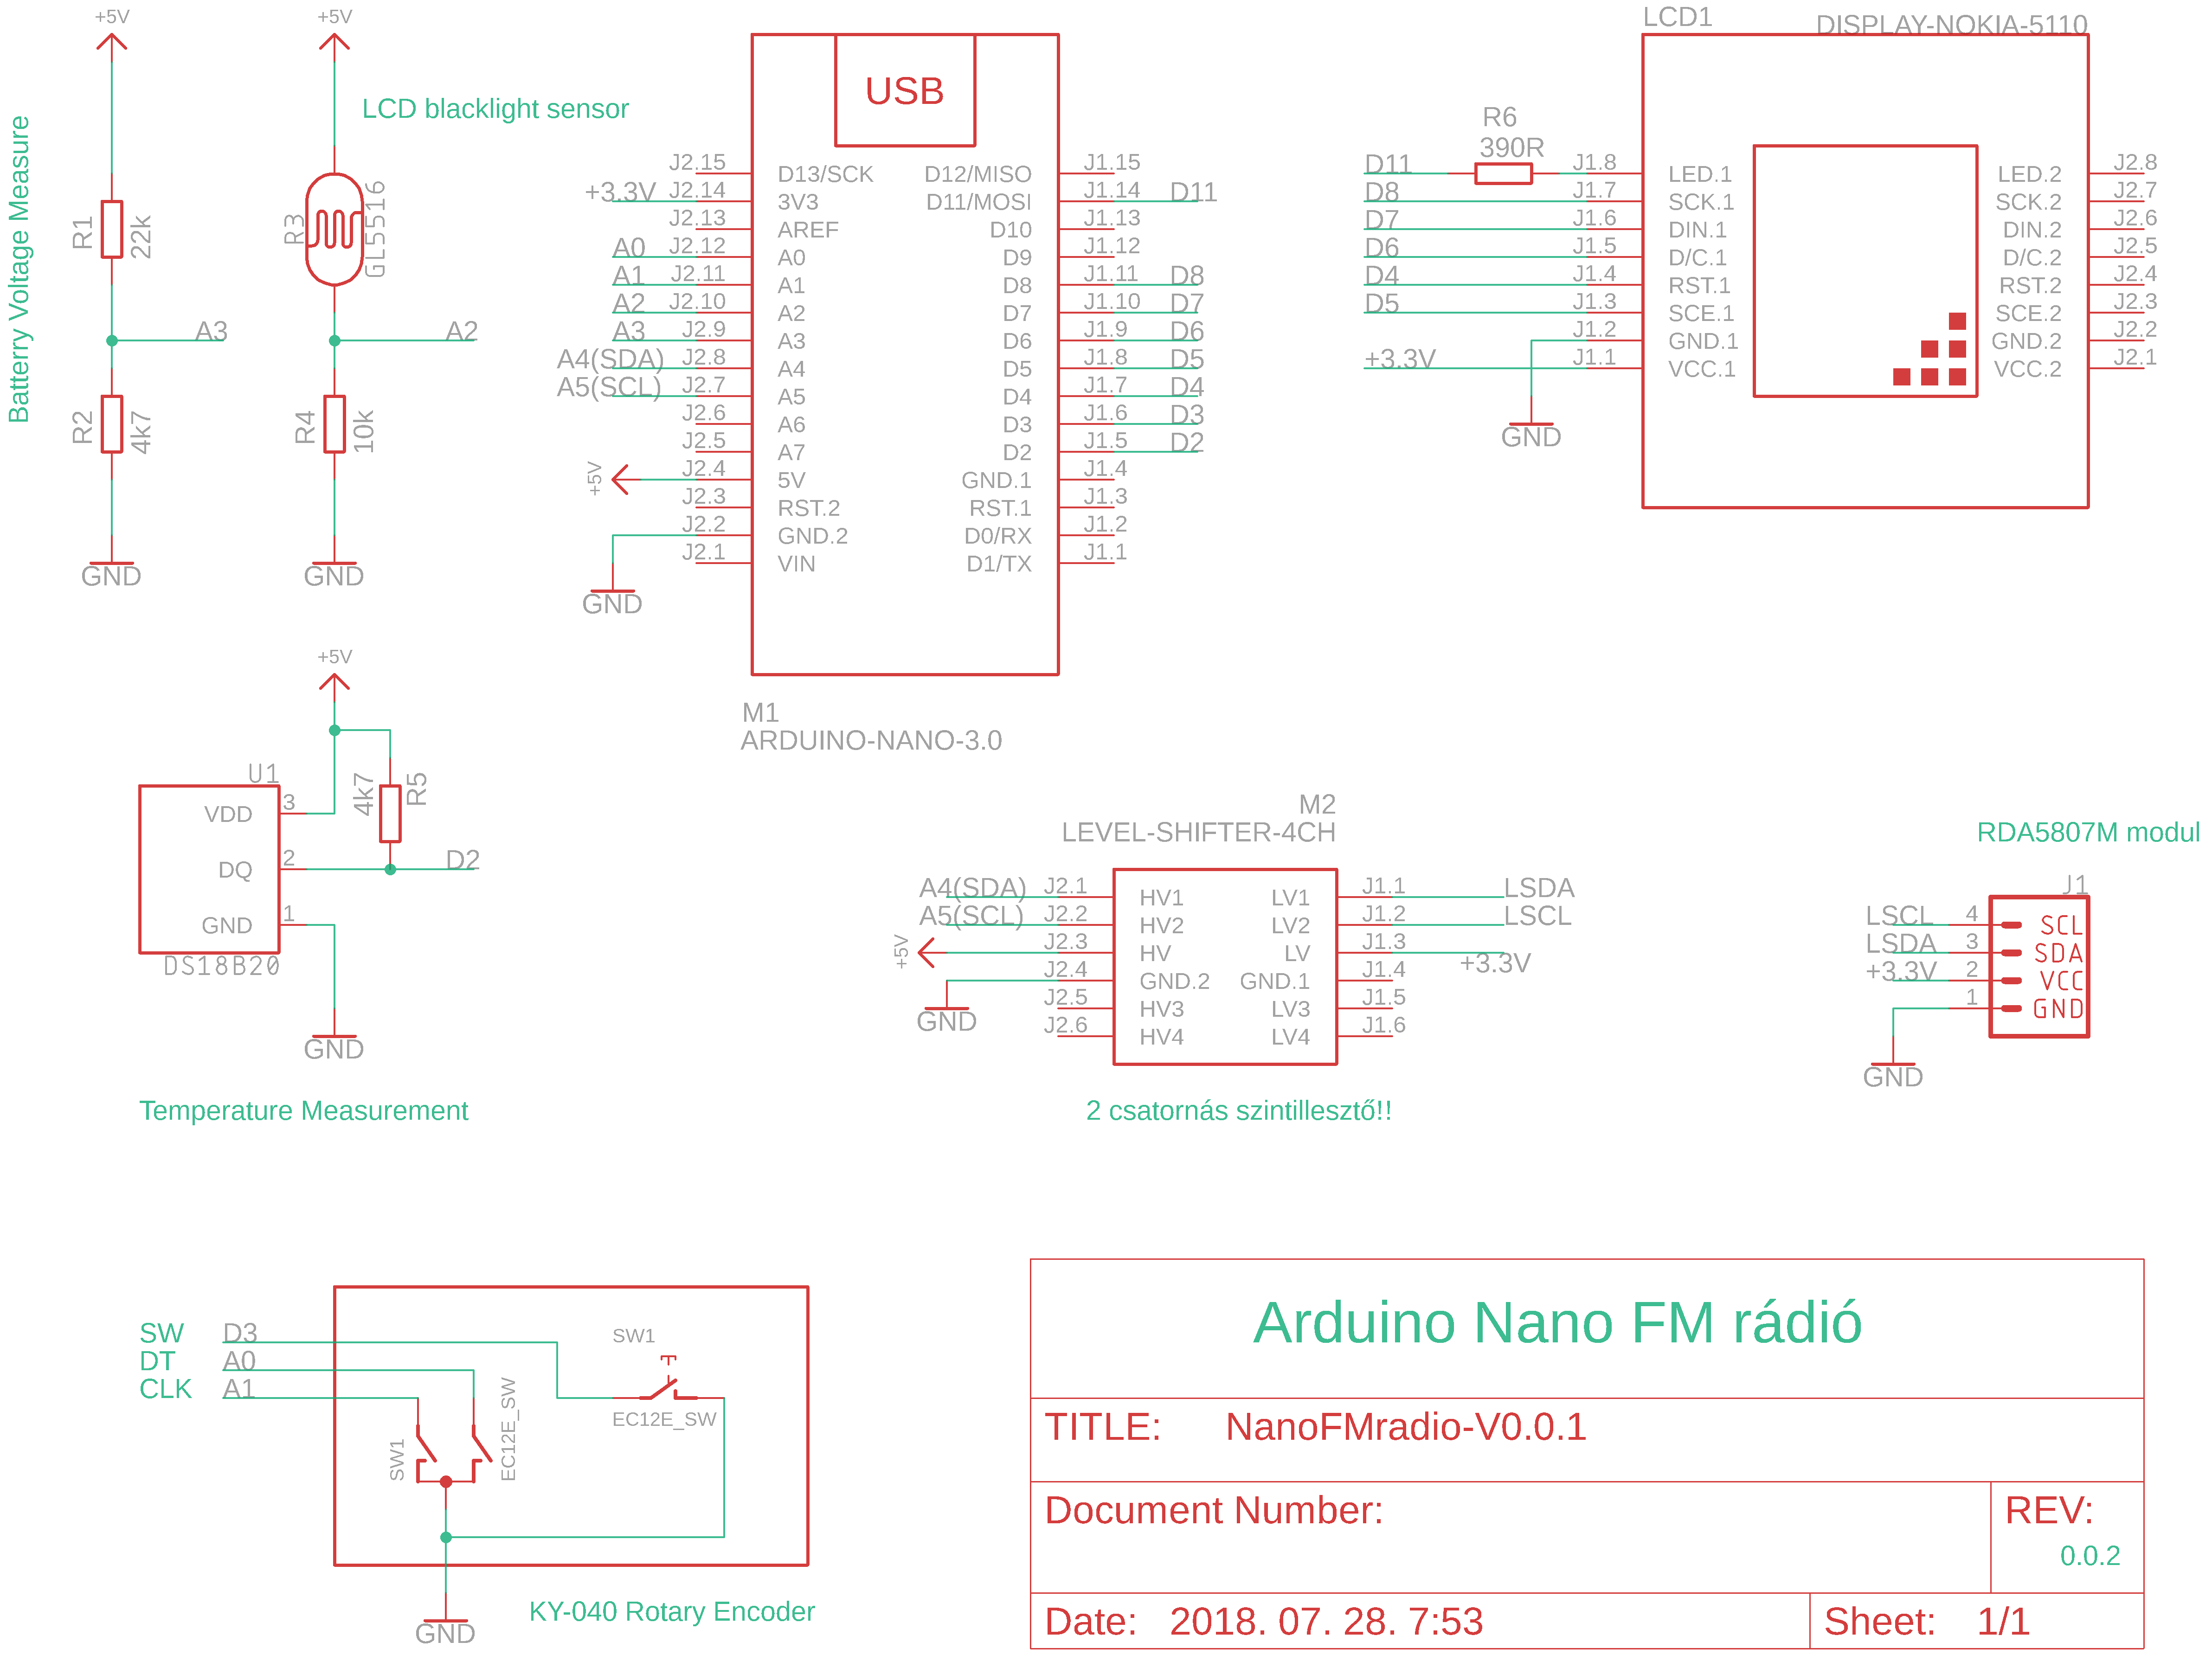 +5V
+5V
LCD blacklight sensor
Batterry Voltage Measure
R1
22k
R3
GL5516
A3
A2
R2
4k7
R4
10k
GND
GND
USB
J2.15
D13/SCK
D12/MISO
J1.15
+3.3V
J2.14
3V3
D11/MOSI
J1.14
D11
J2.13
AREF
D10
J1.13
A0
J2.12
A0
D9
J1.12
A1
J2.11
A1
D8
J1.11
D8
A2
J2.10
A2
D7
J1.10
D7
A3
J2.9
A3
D6
J1.9
D6
A4(SDA)
J2.8
A4
D5
J1.8
D5
A5(SCL)
J2.7
A5
D4
J1.7
D4
J2.6
A6
D3
J1.6
D3
J2.5
A7
D2
J1.5
D2
+5V
J2.4
5V
GND.1
J1.4
J2.3
RST.2
RST.1
J1.3
J2.2
GND.2
D0/RX
J1.2
J2.1
VIN
D1/TX
J1.1
GND
M1
ARDUINO-NANO-3.0
LCD1
DISPLAY-NOKIA-5110
R6
390R
D11
J1.8
LED.1
LED.2
J2.8
D8
J1.7
SCK.1
SCK.2
J2.7
D7
J1.6
DIN.1
DIN.2
J2.6
D6
J1.5
D/C.1
D/C.2
J2.5
D4
J1.4
RST.1
RST.2
J2.4
D5
J1.3
SCE.1
SCE.2
J2.3
J1.2
GND.1
GND.2
J2.2
+3.3V
J1.1
VCC.1
VCC.2
J2.1
GND
+5V
U1
4k7
R5
VDD
3
DQ
2
D2
GND
1
DS18B20
GND
Temperature Measurement
M2
LEVEL-SHIFTER-4CH
A4(SDA)
J2.1
HV1
LV1
J1.1
LSDA
A5(SCL)
J2.2
HV2
LV2
J1.2
LSCL
+5V
J2.3
HV
LV
J1.3
+3.3V
J2.4
GND.2
GND.1
J1.4
GND
J2.5
HV3
LV3
J1.5
J2.6
HV4
LV4
J1.6
2 csatornás szintillesztő!!
RDA5807M modul
J1
LSCL
4
SCL
LSDA
3
SDA
+3.3V
2
VCC
1
GND
GND
SW
D3
DT
A0
CLK
A1
SW1
EC12E_SW
SW1
EC12E_SW
KY-040 Rotary Encoder
GND
Arduino Nano FM rádió
TITLE: NanoFMradio-V0.0.1
Document Number:
REV:
0.0.2
Date: 2018. 07. 28. 7:53
Sheet: 1/1